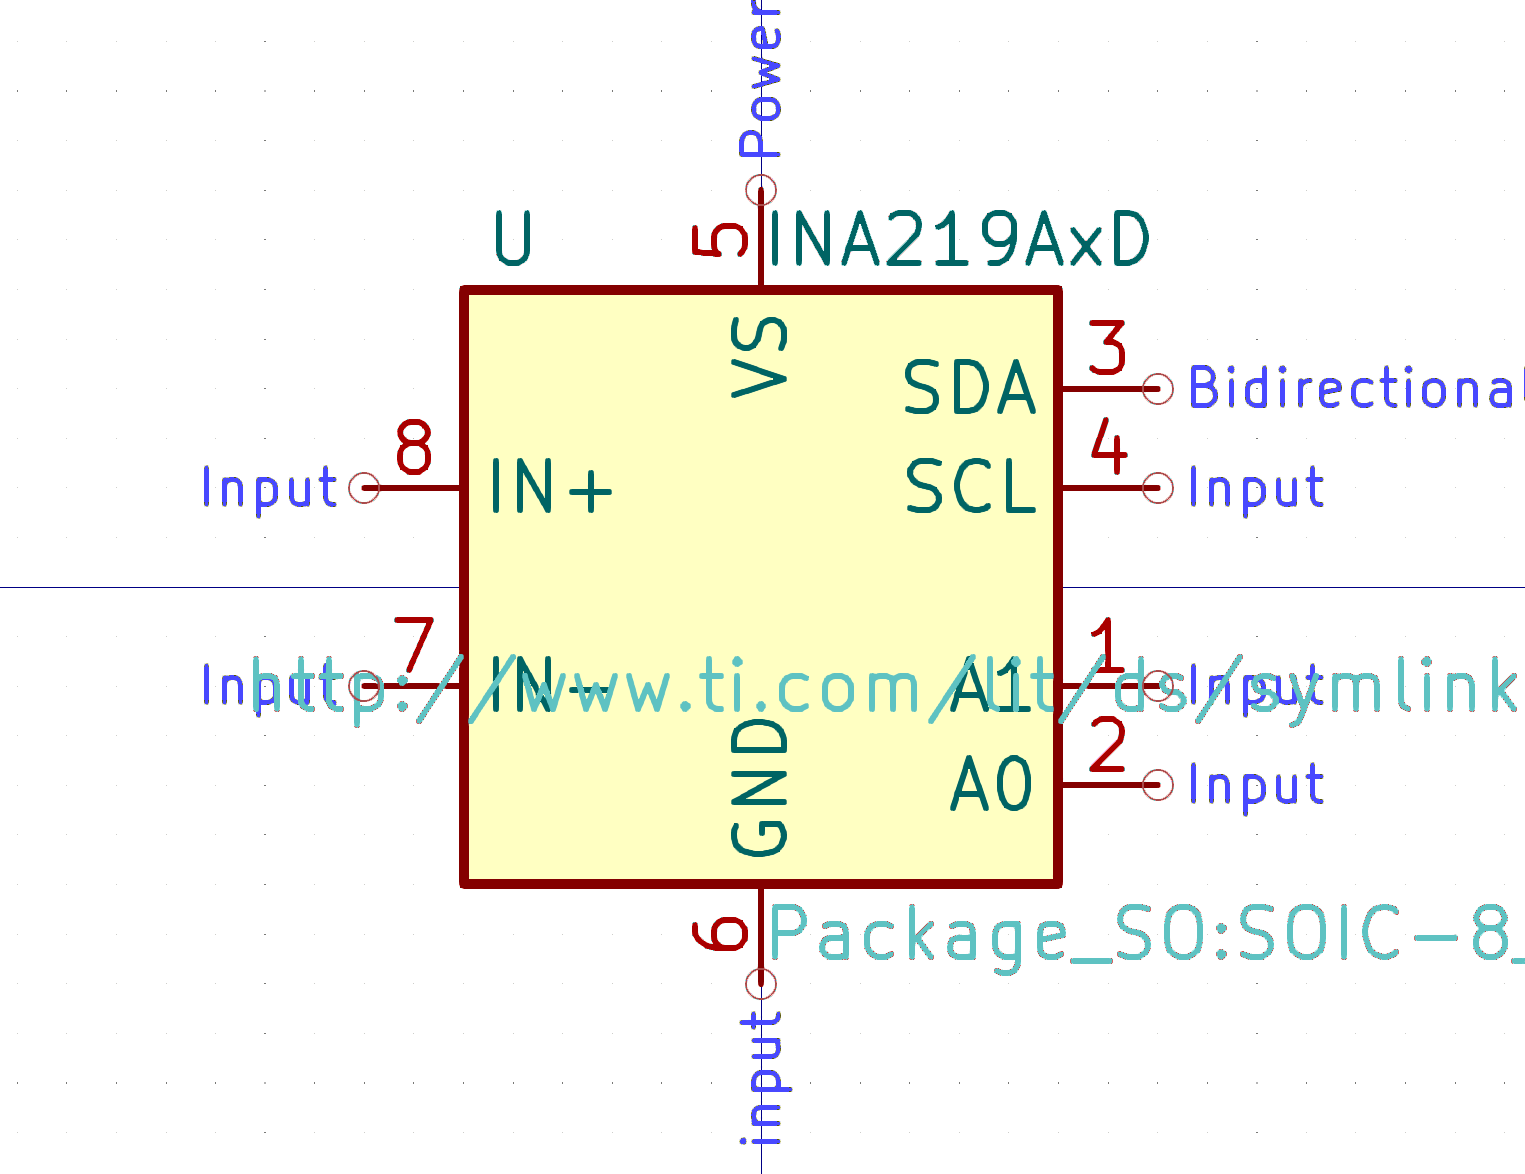 Power
U
5
INA219AxD
VS
3
SDA
Bidirectional
8
4
Input
IN+
SCL
Input
7
1
Input
IN-
A1
Input
http://www.ti.com/lit/ds/symlink
2
GND
A0
Input
6
Package_SO:SOIC-8_
input